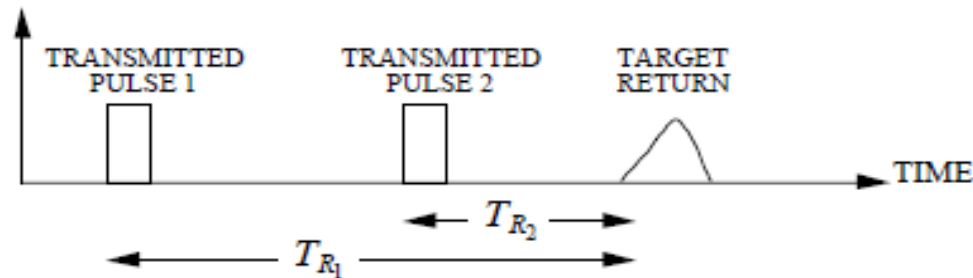 TRANSMITTED
PULSE 1
TRANSMITTED
PULSE 2
TARGET
RETURN
TIME
T_{R_2}
T_{R_1}